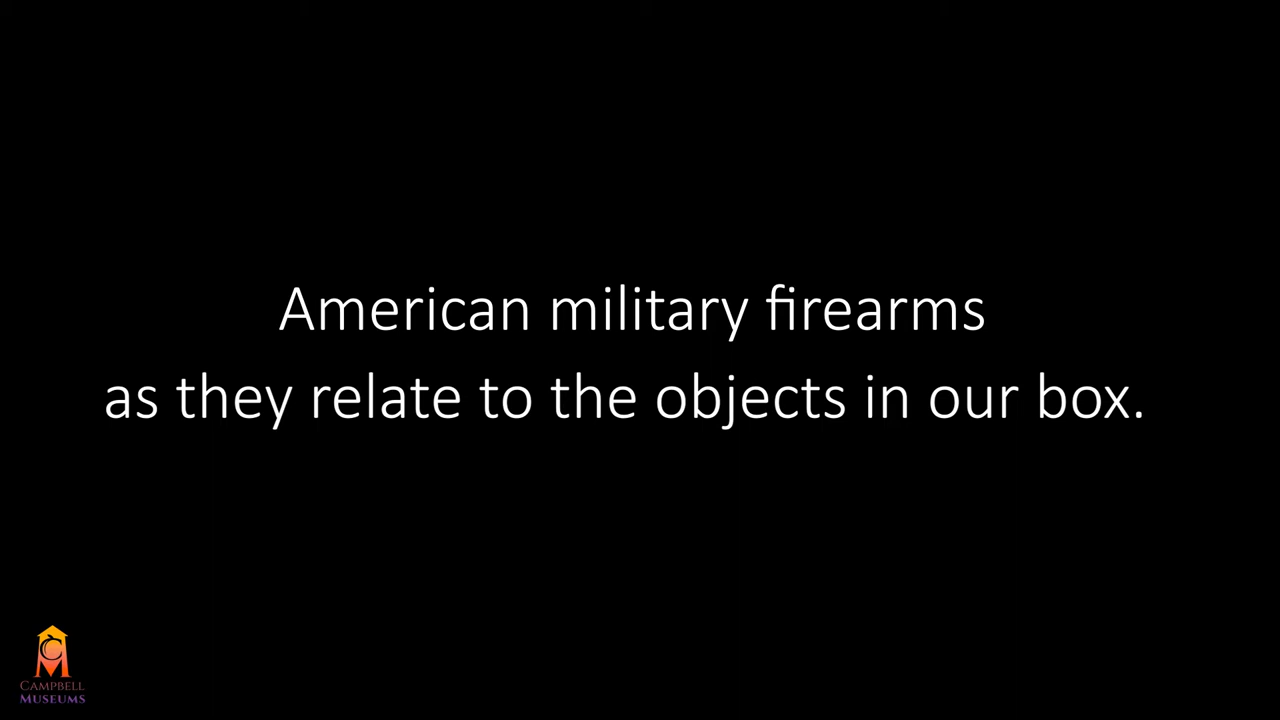 American military firearms
as they relate to the objects in our box.
CAMPBELL
MUSEUMS